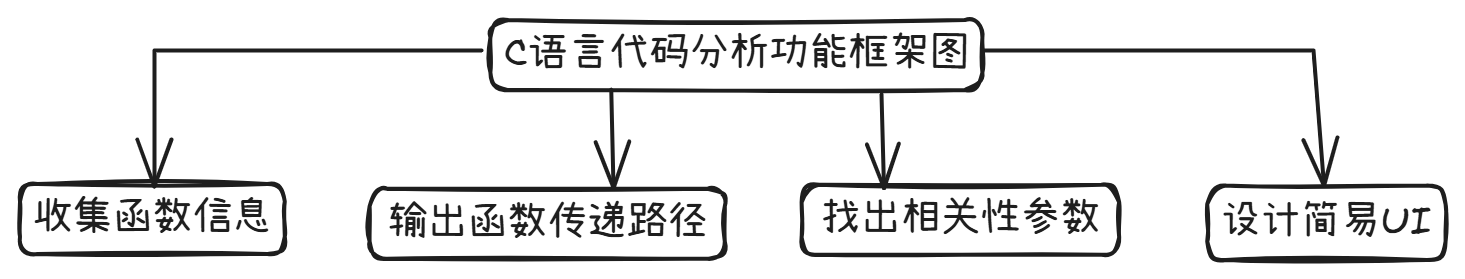 C语言代码分析功能框架图
收集函数信息
输出函数传递路径
找出相关性参数
设计简易UI